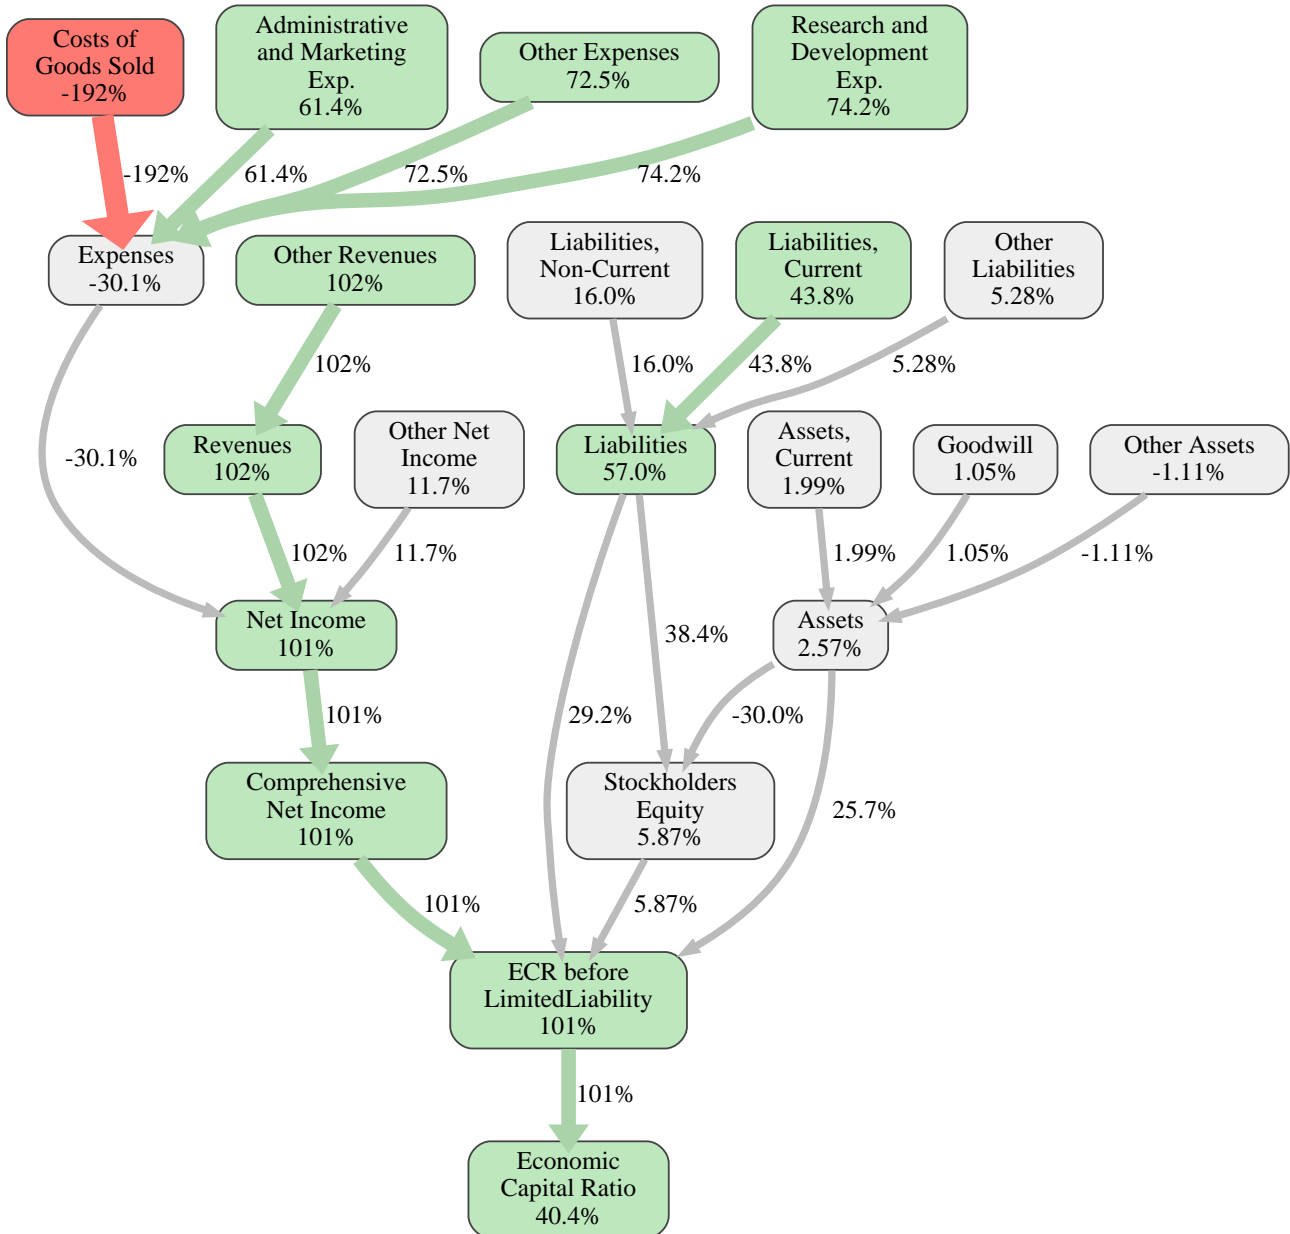 Costs of
Goods Sold
-192%
Administrative
and Marketing
Exp.
61.4%
Other Expenses
72.5%
Research and
Development
Exp.
74.2%
-192%
61.4%
72.5%
74.2%
Expenses
-30.1%
Other Revenues
102%
Liabilities,
Non-Current
16.0%
Liabilities,
Current
43.8%
Other
Liabilities
5.28%
102%
16.0%
43.8%
5.28%
-30.1%
Revenues
102%
Other Net
Income
11.7%
Liabilities
57.0%
Assets,
Current
1.99%
Goodwill
1.05%
Other Assets
-1.11%
102%
11.7%
1.99%
1.05%
-1.11%
Net Income
101%
38.4%
Assets
2.57%
101%
29.2%
-30.0%
Comprehensive
Net Income
101%
Stockholders
Equity
5.87%
25.7%
101%
5.87%
ECR before
LimitedLiability
101%
101%
Economic
Capital Ratio
40.4%